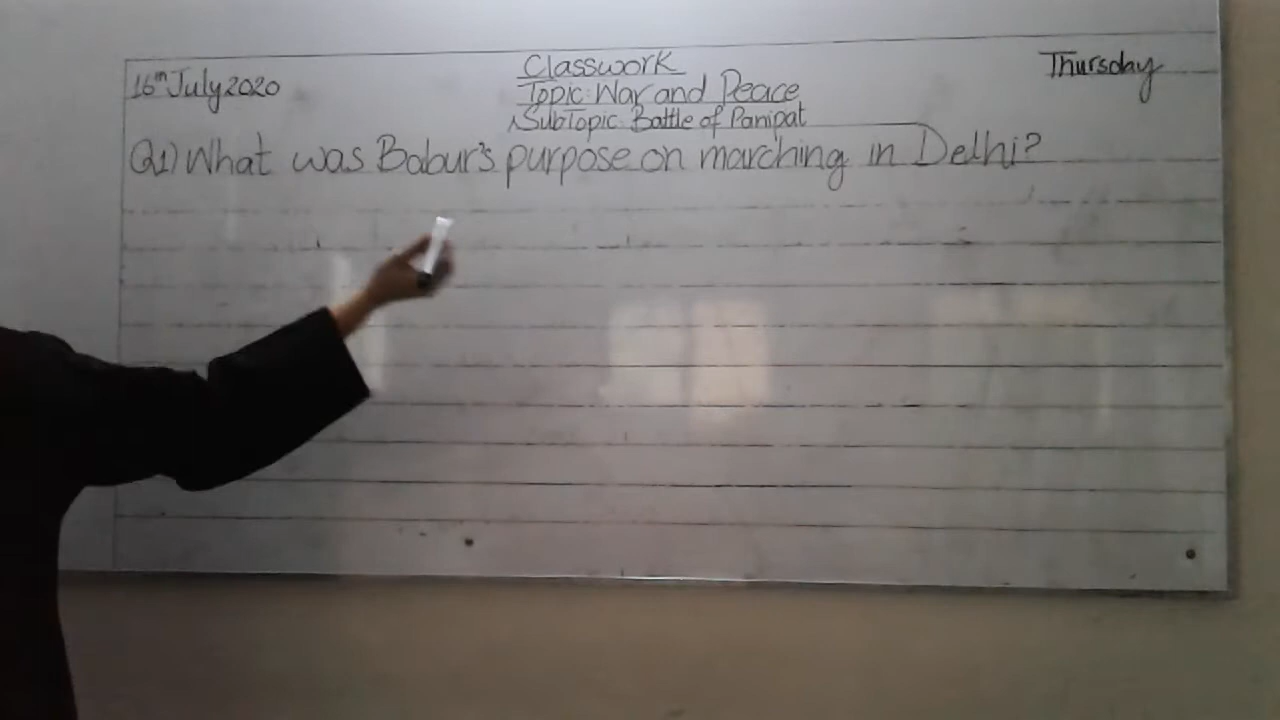 16th July 2020
Classwork
Thursday
Topic: War and Peace
SubTopic: Battle of Panipat
Q1) What was Babur's purpose on marching in Delhi?